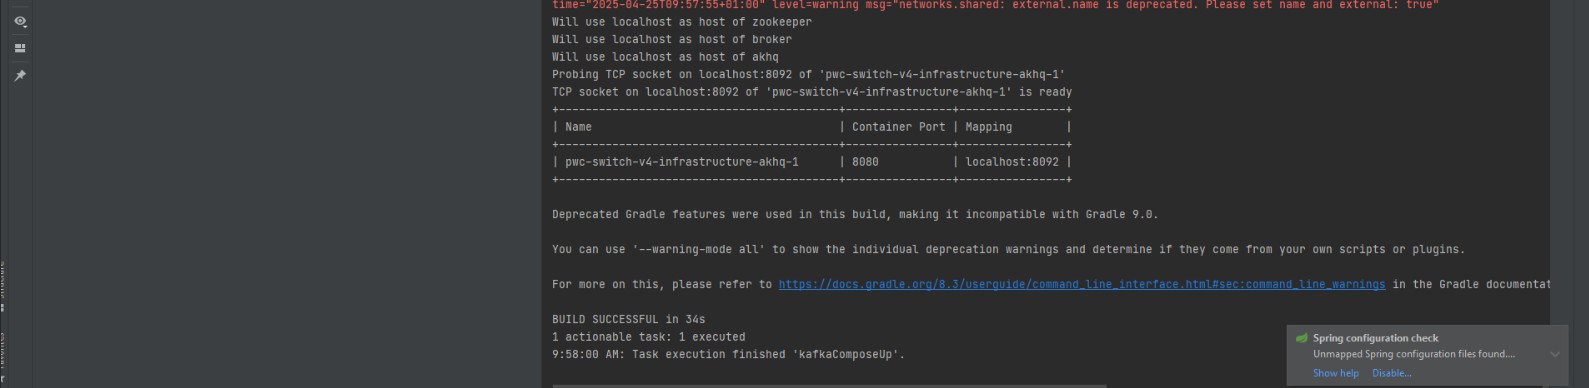 time="2025-04-25T09:57:55+01:00" level=warning msg="networks.shared: external.name is deprecated. Please set name and external: true"
Will use localhost as host of zookeeper
Will use localhost as host of broker
Will use localhost as host of akhq
Probing TCP socket on localhost:8092 of 'pwc-switch-v4-infrastructure-akhq-1'
TCP socket on localhost:8092 of 'pwc-switch-v4-infrastructure-akhq-1' is ready
+------------------------------------------+----------------+----------------+
| Name                                     | Container Port | Mapping        |
+------------------------------------------+----------------+----------------+
| pwc-switch-v4-infrastructure-akhq-1      | 8080           | localhost:8092 |
+------------------------------------------+----------------+----------------+
Deprecated Gradle features were used in this build, making it incompatible with Gradle 9.0.
You can use '--warning-mode all' to show the individual deprecation warnings and determine if they come from your own scripts or plugins.
For more on this, please refer to https://docs.gradle.org/8.3/userguide/command_line_interface.html#sec:command_line_warnings in the Gradle documentat
BUILD SUCCESSFUL in 34s
1 actionable task: 1 executed
9:58:00 AM: Task execution finished 'kafkaComposeUp'.
Spring configuration check
Unmapped Spring configuration files found....
Show help Disable...